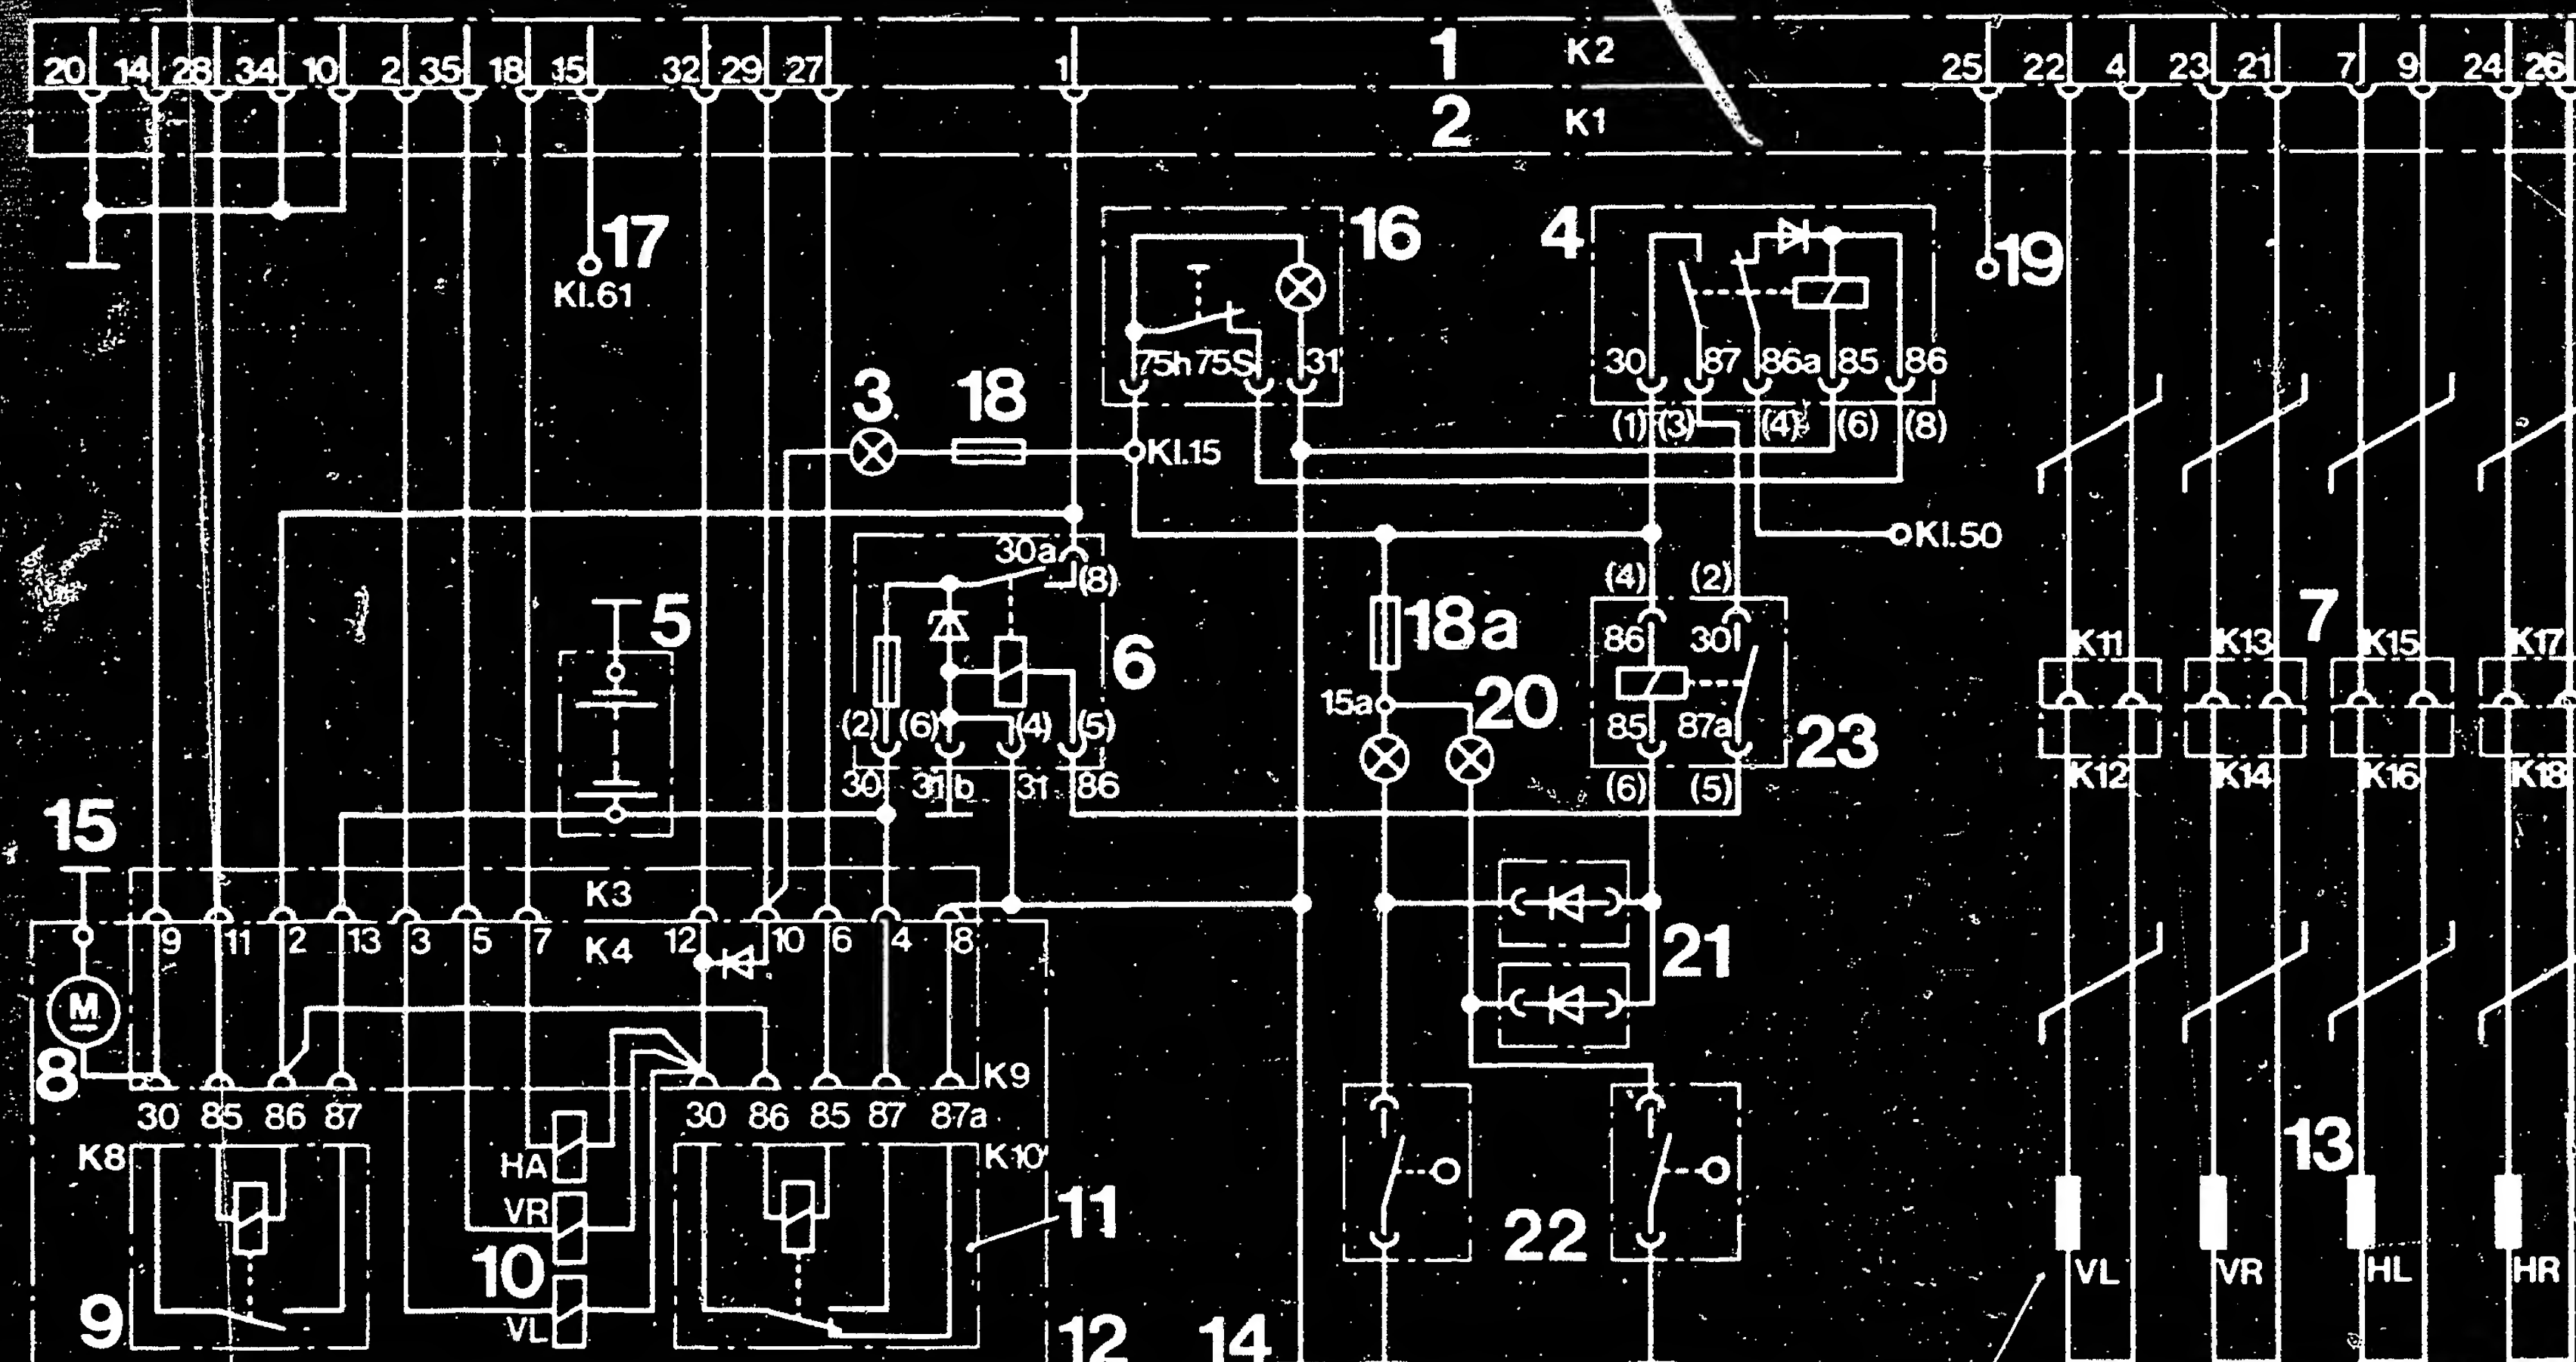 1 K2
20 14 28 34 10 2 35 18 15 32 29 27 1 25 22 4 23 21 7 9 24 26
2 K1
17
Kl.61
16
4
19
75h 75S 31
30 87 86a 85 86
3 18
(1) (3) (4) (6) (8)
Kl.15
Kl.50
30a
(8)
(4) (2)
5
18a
86 30
7
K11 K13 K15 K17
6
20
15a
(2) (6) (4) (5)
85 87a
23
30 31b 31 86
(6) (5)
K12 K14 K16 K18
15
K3
9 11 2 13 3 5 7 K4 12 10 6 4 8
21
M
8
K9
30 85 86 87 30 86 85 87 87a
K8
HA
K10
13
VR
11
22
10
VL VR HL HR
9
VL
12 14